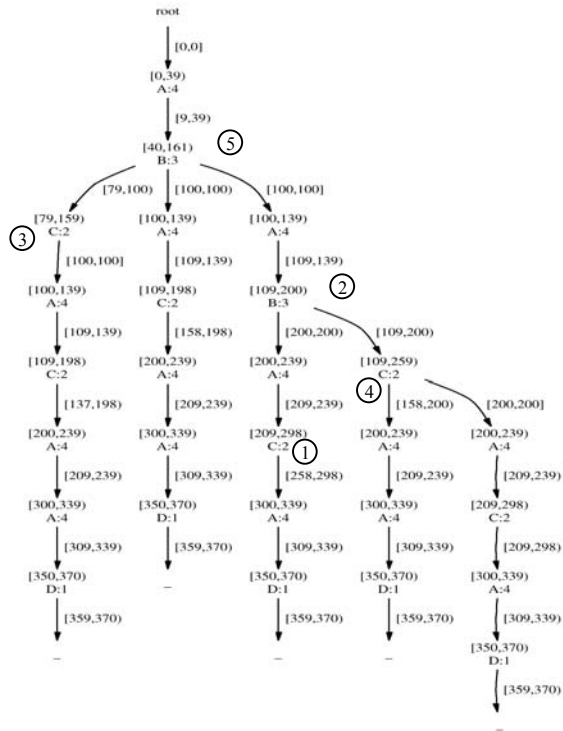 root
[0,0]
[0,39)
A:4
[9,39)
[40,161) ⑤
B:3
[79,100) [100,100) [100,100]
[79,159) [100,139) [100,139)
③ C:2 A:4 A:4
[100,100] [109,139) [109,139)
[100,139) [109,198) [109,200) ②
A:4 C:2 B:3
[109,139) [158,198) [200,200) [109,200)
[109,198) [200,239) [200,239) [109,259)
C:2 A:4 A:4 C:2
[137,198) [209,239) [209,239) ④ [158,200) [200,200]
[200,239) [300,339) [209,298) [200,239) [200,239)
A:4 A:4 C:2 ① A:4 A:4
[209,239) [309,339) [258,298) [209,239) [209,239)
[300,339) [350,370) [300,339) [300,339) [209,298)
A:4 D:1 A:4 A:4 C:2
[309,339) [359,370) [309,339) [309,339) [209,298)
[350,370) – [350,370) [350,370) [300,339)
D:1 D:1 D:1 A:4
[359,370) [359,370) [359,370) [309,339)
– – – [350,370)
D:1
[359,370)
–